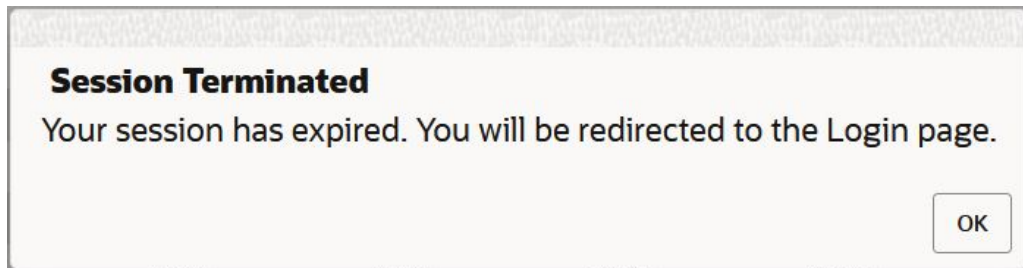 Session Terminated
Your session has expired. You will be redirected to the Login page.
OK